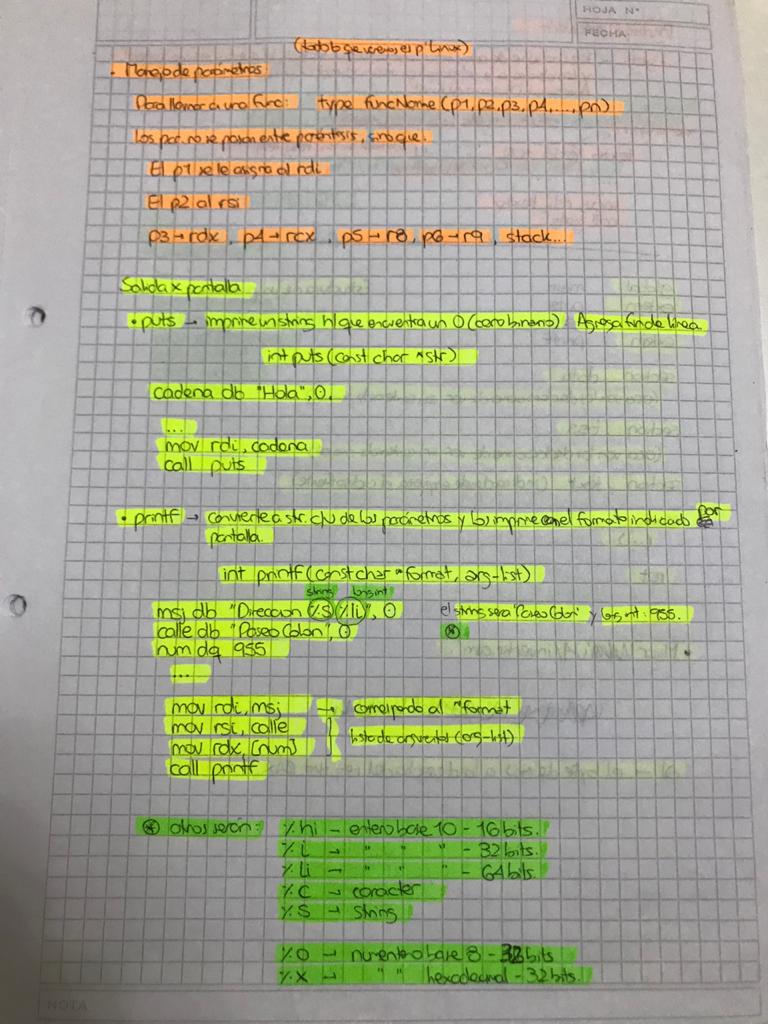 HOJA N°
FECHA
(todo lo que veremos es p' Linux)
• Manejo de parámetros
Para llamar a una func: type funcName (p1, p2, p3, p4, ..., pn)
Los par. no se pasan entre paréntesis, sino que:
El p1 se le asigna al rdi
El p2 al rsi
p3 → rdx, p4 → rcx, p5 → r8, p6 → r9, stack...
Salida x pantalla
• puts → imprime un string h/ que encuentra un 0 (cero binario). Agrega fin de línea.
int puts (const char *str)
cadena db "Hola", 0.
...
mov rdi, cadena
call puts
• printf → convierte a str. c/u de los parámetros y los imprime con el formato indicado por
pantalla.
int printf (const char *format, arg-list)
string long int
msj db "Direccion %s %li", 0 el string sera "Paseo Colon" y long int: 955.
calle db "Paseo Colon", 0 ⊛
num dq 955
...
mov rdi, msj → corresponde al *format
mov rsi, calle
mov rdx, [num] lista de argumentos (arg-list)
call printf
⊛ otros serán: %hi → entero base 10 - 16 bits.
%i → " " " - 32 bits.
%li → " " " - 64 bits.
%c → caracter
%s → string
%o → num entero base 8 - 32 bits
%x → " " hexadecimal - 32 bits.
NOTA